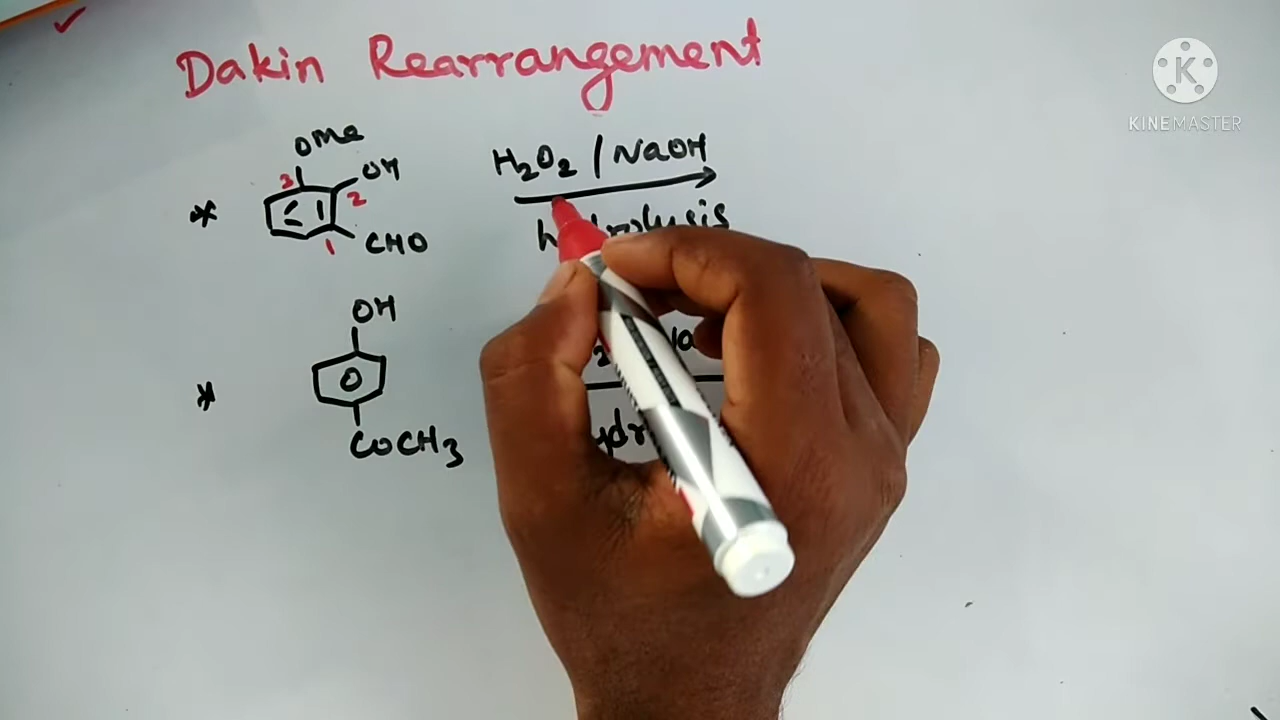 Dakin Rearrangement
OMe
3 OH
2
* 1 CHO
H2O2 / NaOH
OH
* COCH3
KINEMASTER